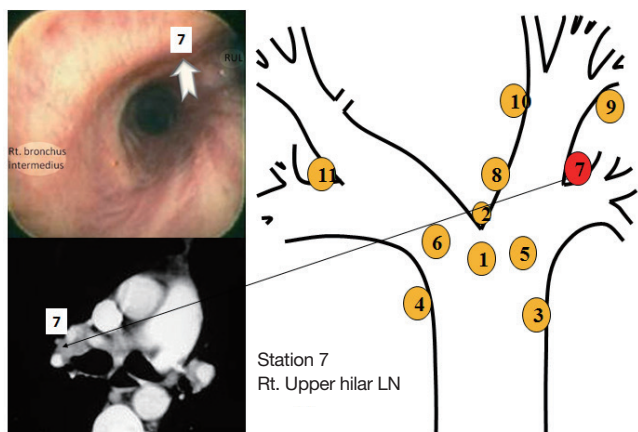 7
RUL
Rt. bronchus
intermedius
7
10
9
11
8
7
2
6
1
5
4
3
Station 7
Rt. Upper hilar LN